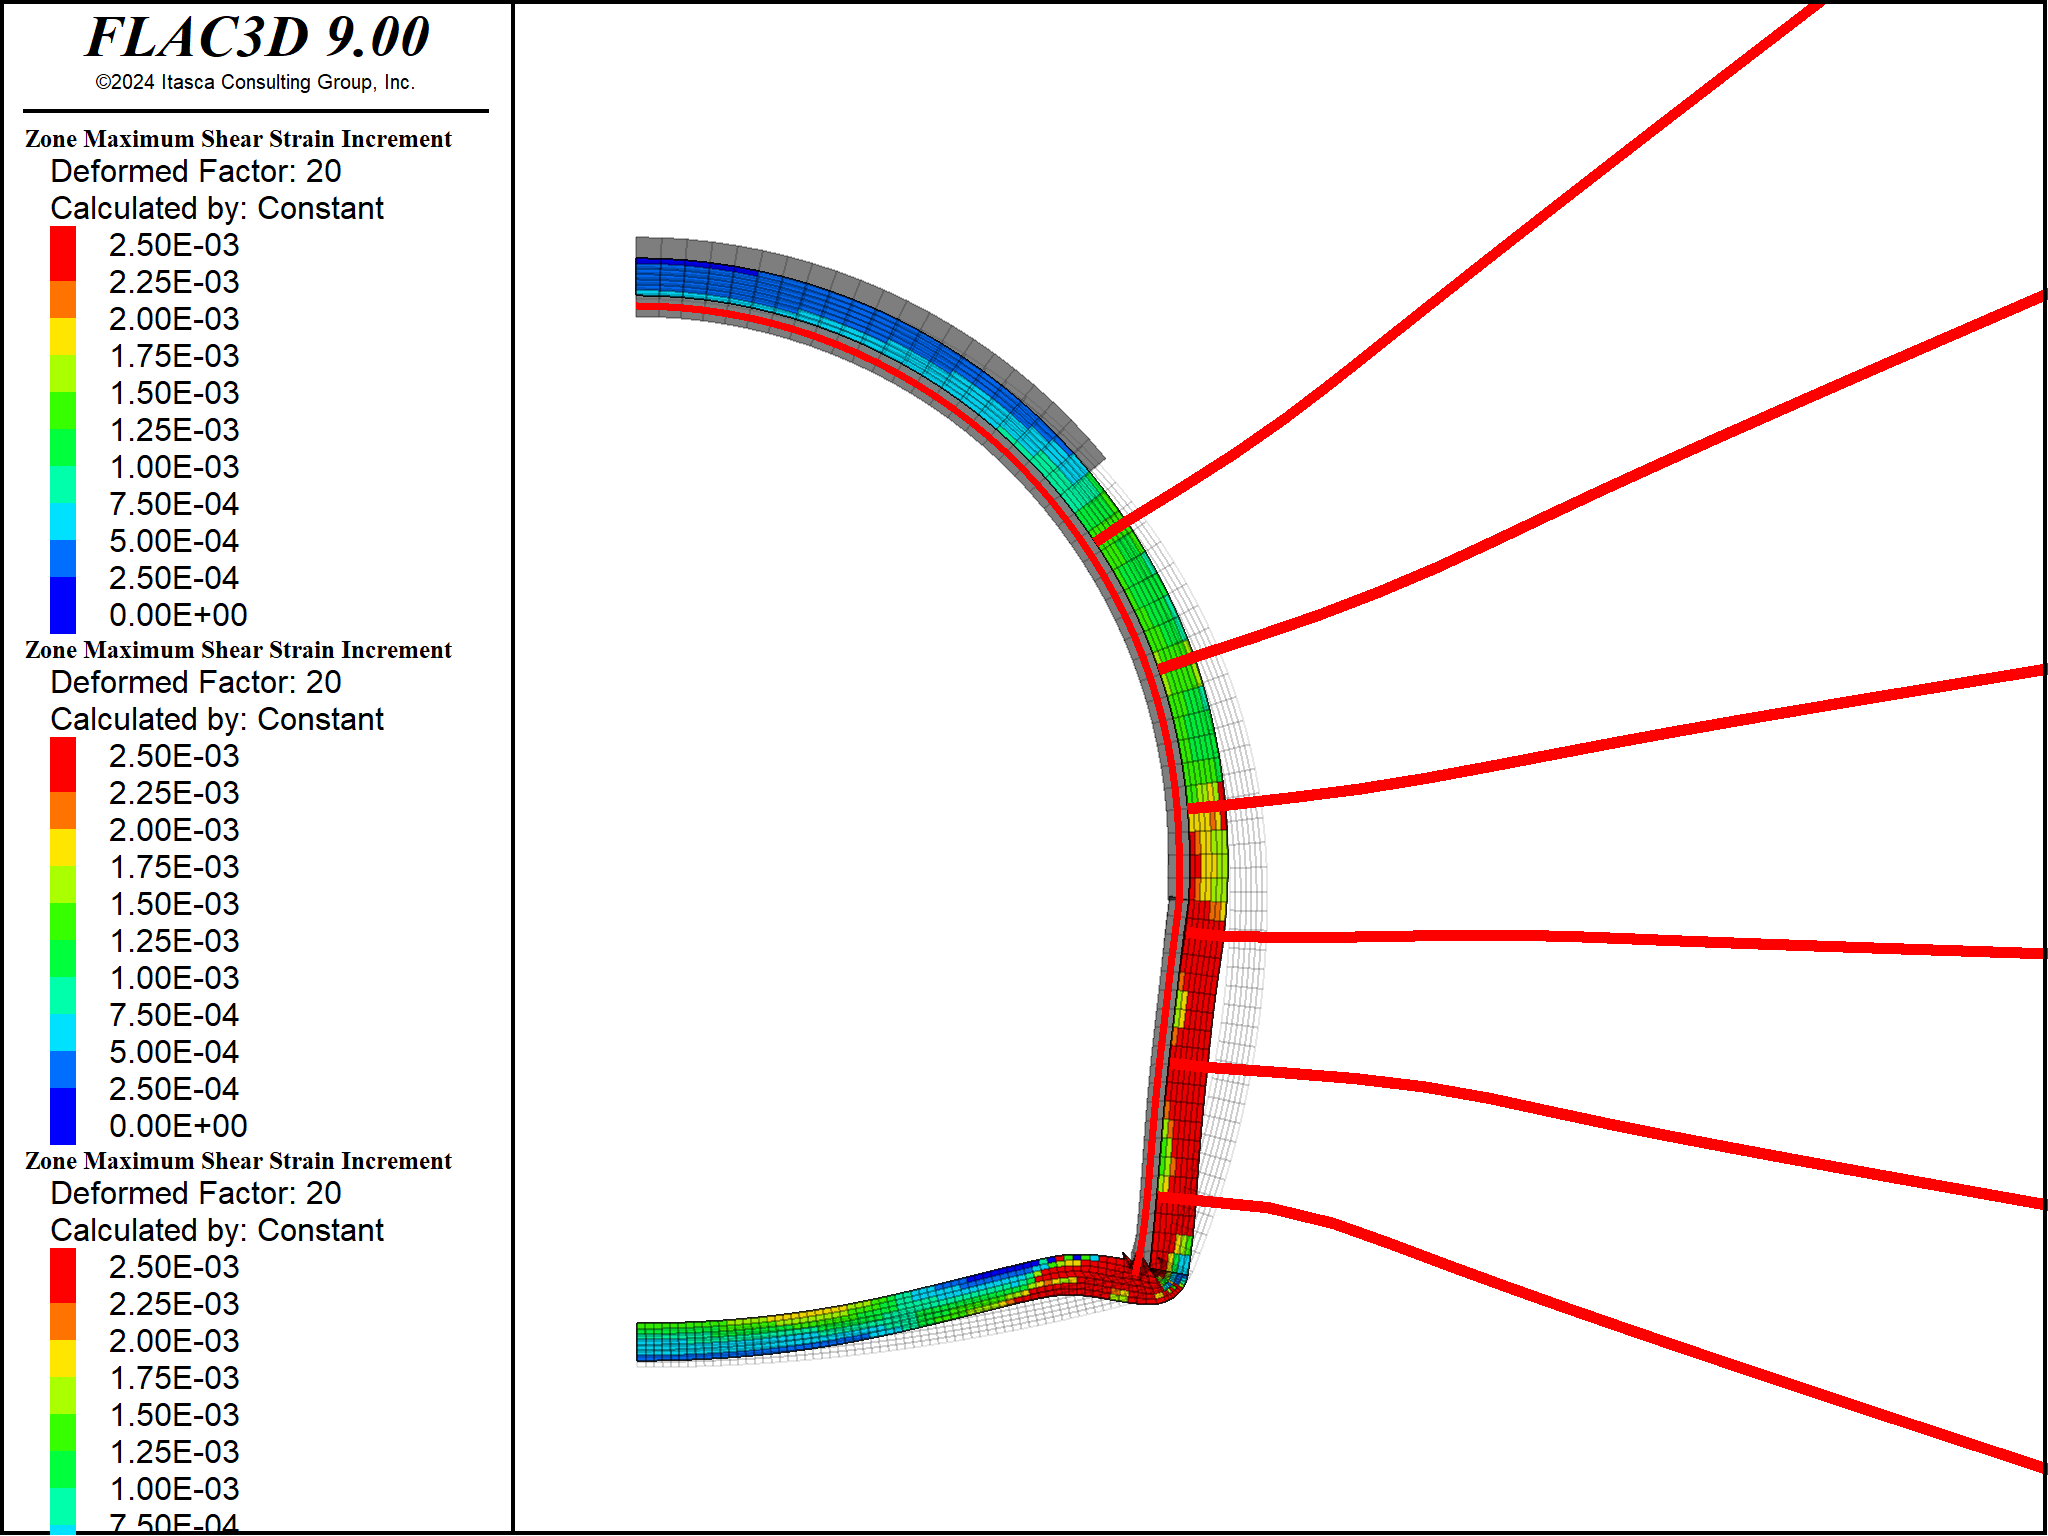 FLAC3D 9.00
©2024 Itasca Consulting Group, Inc.
Zone Maximum Shear Strain Increment
Deformed Factor: 20
Calculated by: Constant
2.50E-03
2.25E-03
2.00E-03
1.75E-03
1.50E-03
1.25E-03
1.00E-03
7.50E-04
5.00E-04
2.50E-04
0.00E+00
Zone Maximum Shear Strain Increment
Deformed Factor: 20
Calculated by: Constant
2.50E-03
2.25E-03
2.00E-03
1.75E-03
1.50E-03
1.25E-03
1.00E-03
7.50E-04
5.00E-04
2.50E-04
0.00E+00
Zone Maximum Shear Strain Increment
Deformed Factor: 20
Calculated by: Constant
2.50E-03
2.25E-03
2.00E-03
1.75E-03
1.50E-03
1.25E-03
1.00E-03
7.50E-04